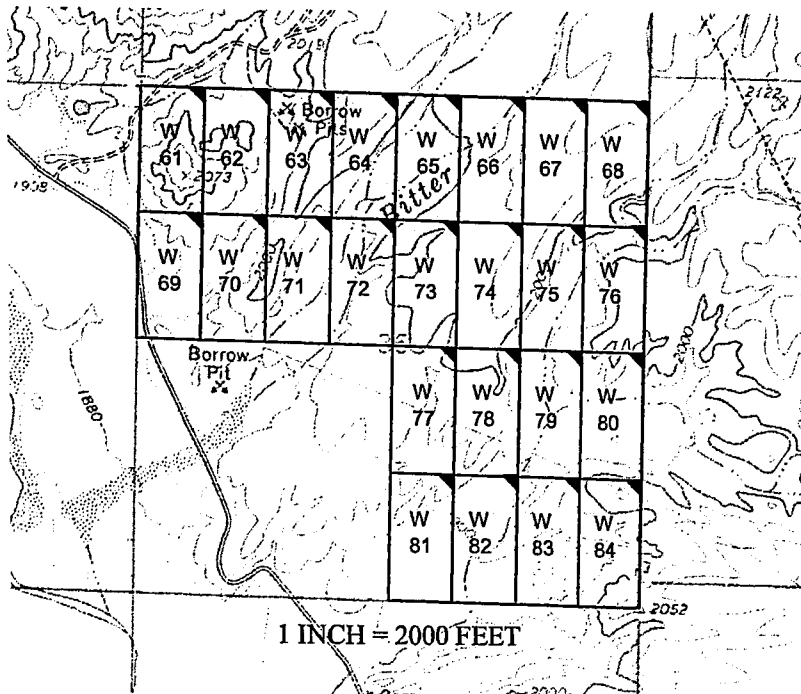 2019
2122
Borrow
Pits
W W W W W W W W
61 62 63 64 65 66 67 68
2073
Bitter
1908
W W W W W W W W
69 70 71 72 73 74 75 76
2000
Borrow
Pit
1880
W W W W
77 78 79 80
W W W W
81 82 83 84
2052
1 INCH = 2000 FEET
2000